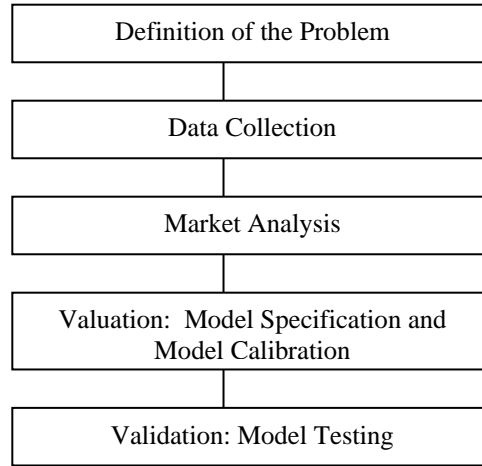 Definition of the Problem
Data Collection
Market Analysis
Valuation: Model Specification and
Model Calibration
Validation: Model Testing